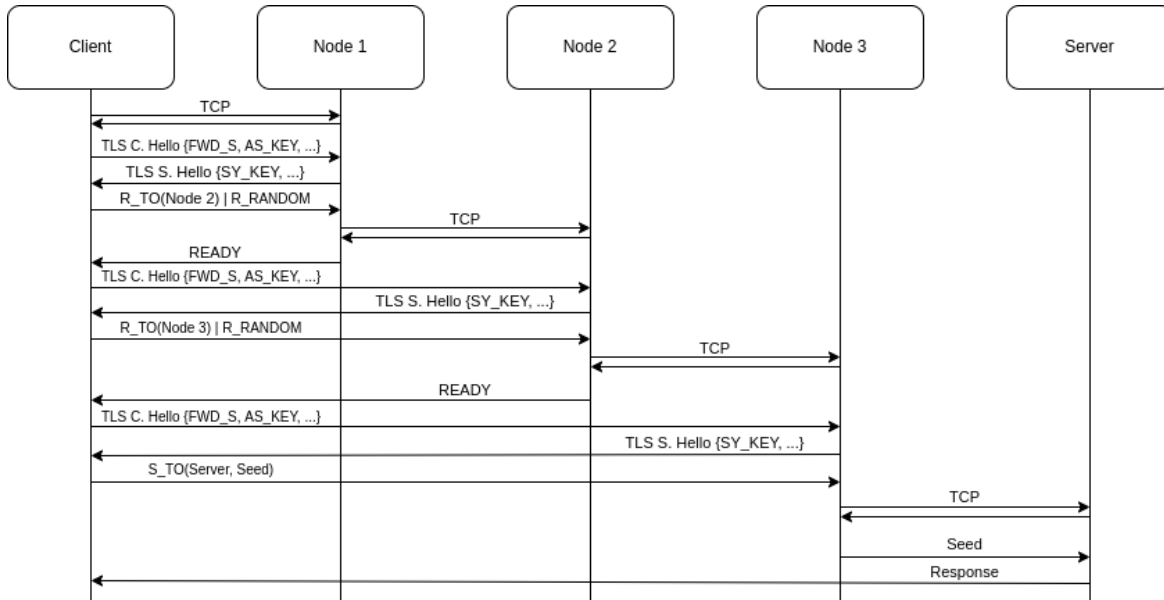 Client
Node 1
Node 2
Node 3
Server
TCP
TLS C. Hello {FWD_S, AS_KEY, ...}
TLS S. Hello {SY_KEY, ...}
R_TO(Node 2) | R_RANDOM
TCP
READY
TLS C. Hello {FWD_S, AS_KEY, ...}
TLS S. Hello {SY_KEY, ...}
R_TO(Node 3) | R_RANDOM
TCP
READY
TLS C. Hello {FWD_S, AS_KEY, ...}
TLS S. Hello {SY_KEY, ...}
S_TO(Server, Seed)
TCP
Seed
Response